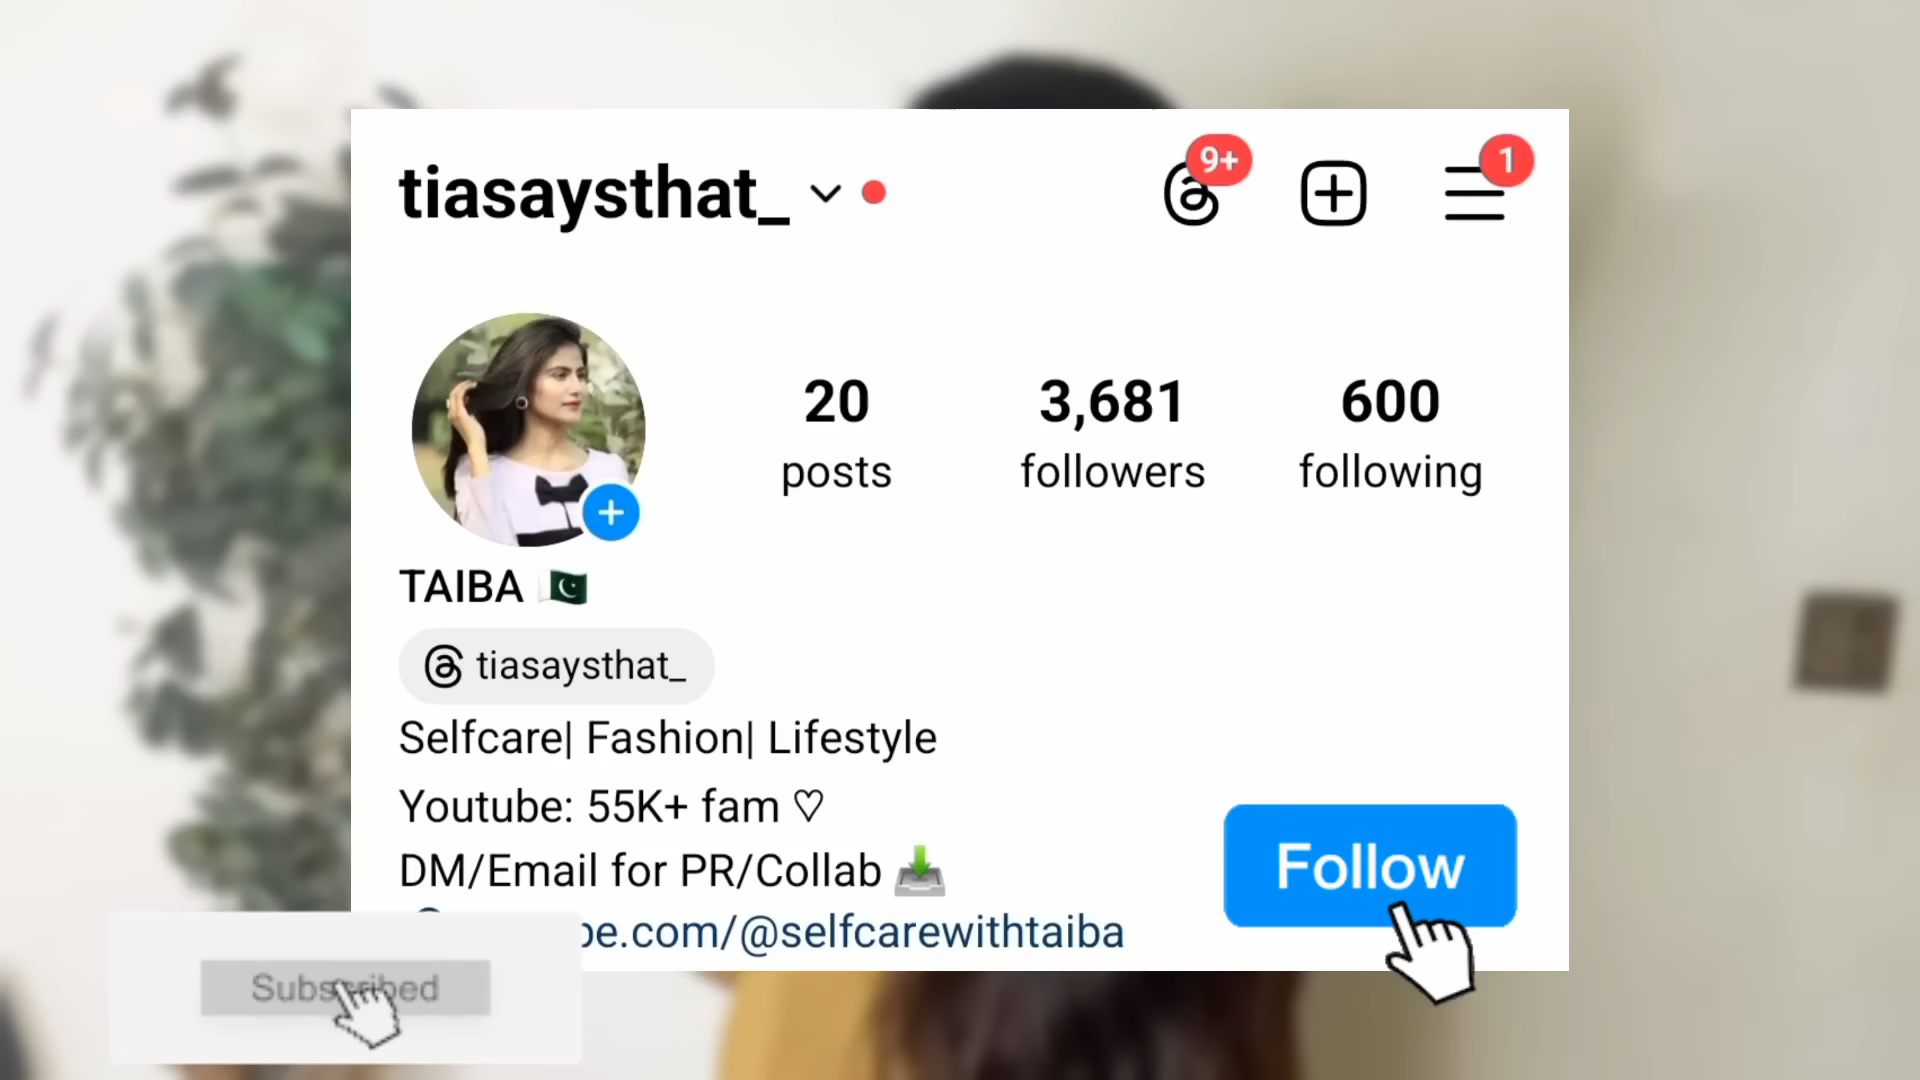 tiasaysthat_
9+
1
20 posts
3,681 followers
600 following
TAIBA 🇵🇰
tiasaysthat_
Selfcare| Fashion| Lifestyle
Youtube: 55K+ fam ♡
DM/Email for PR/Collab 📥
be.com/@selfcarewithtaiba
Follow
Subscribed